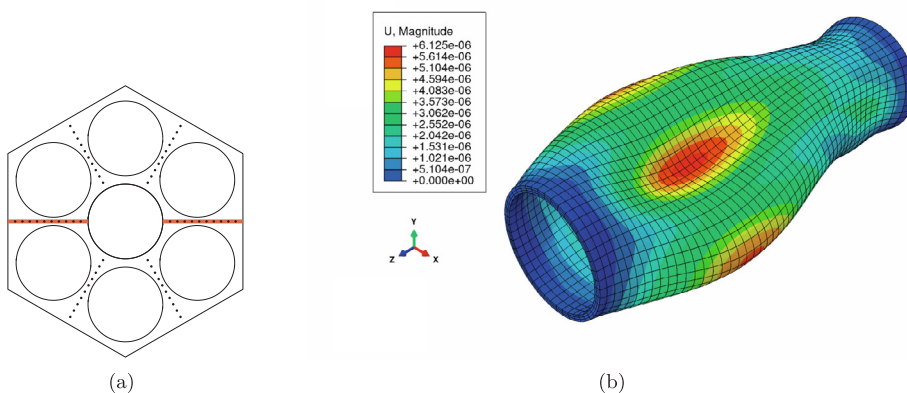 U, Magnitude
+6.125e-06
+5.614e-06
+5.104e-06
+4.594e-06
+4.083e-06
+3.573e-06
+3.062e-06
+2.552e-06
+2.042e-06
+1.531e-06
+1.021e-06
+5.104e-07
+0.000e+00
Y
Z
X
(a)
(b)